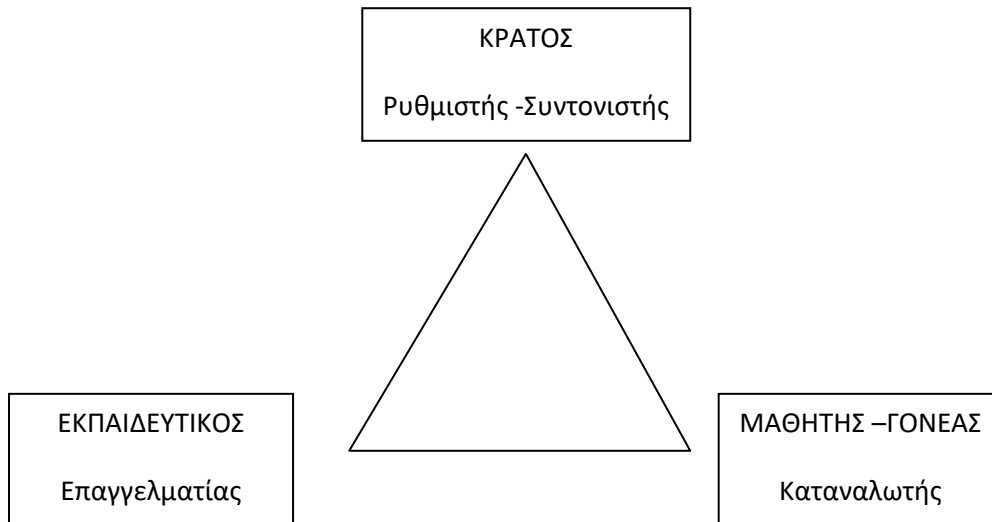 ΚΡΑΤΟΣ
Ρυθμιστής -Συντονιστής
ΕΚΠΑΙΔΕΥΤΙΚΟΣ
Επαγγελματίας
ΜΑΘΗΤΗΣ –ΓΟΝΕΑΣ
Καταναλωτής